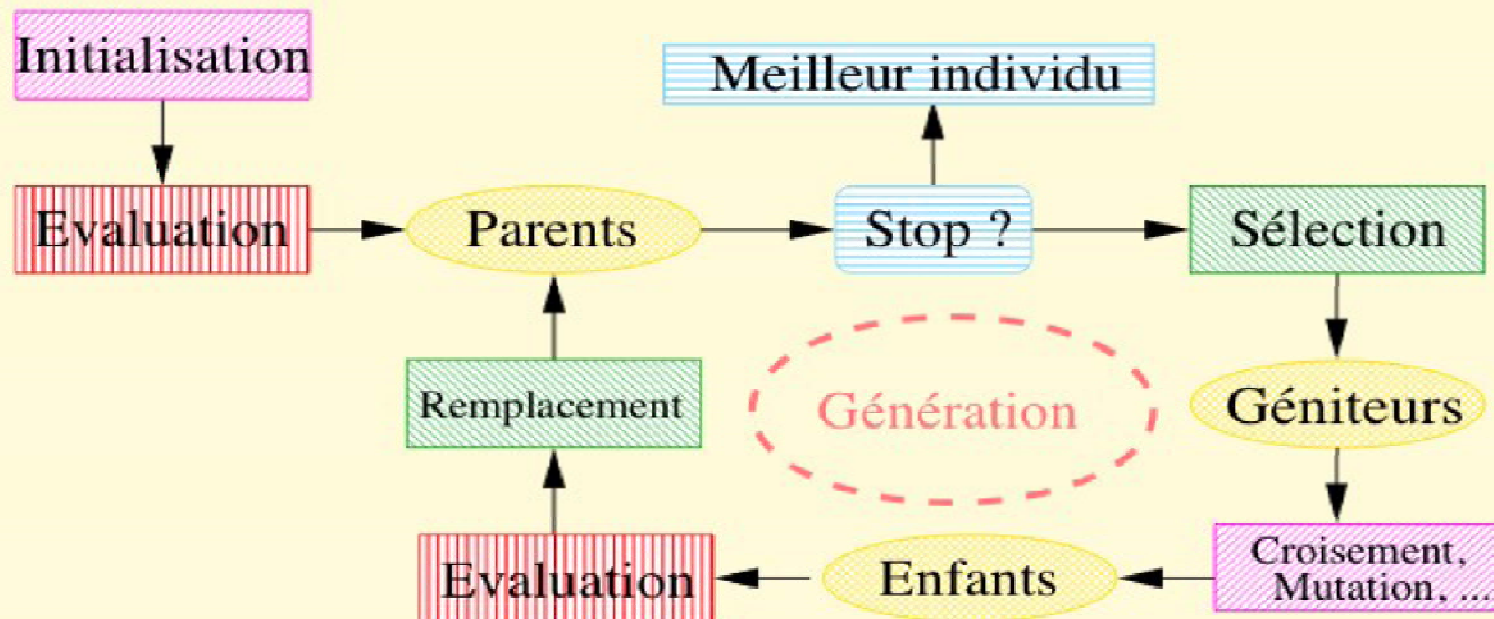 Initialisation
Meilleur individu
Evaluation
Parents
Stop ?
Sélection
Remplacement
Génération
Géniteurs
Evaluation
Enfants
Croisement,
Mutation, ...